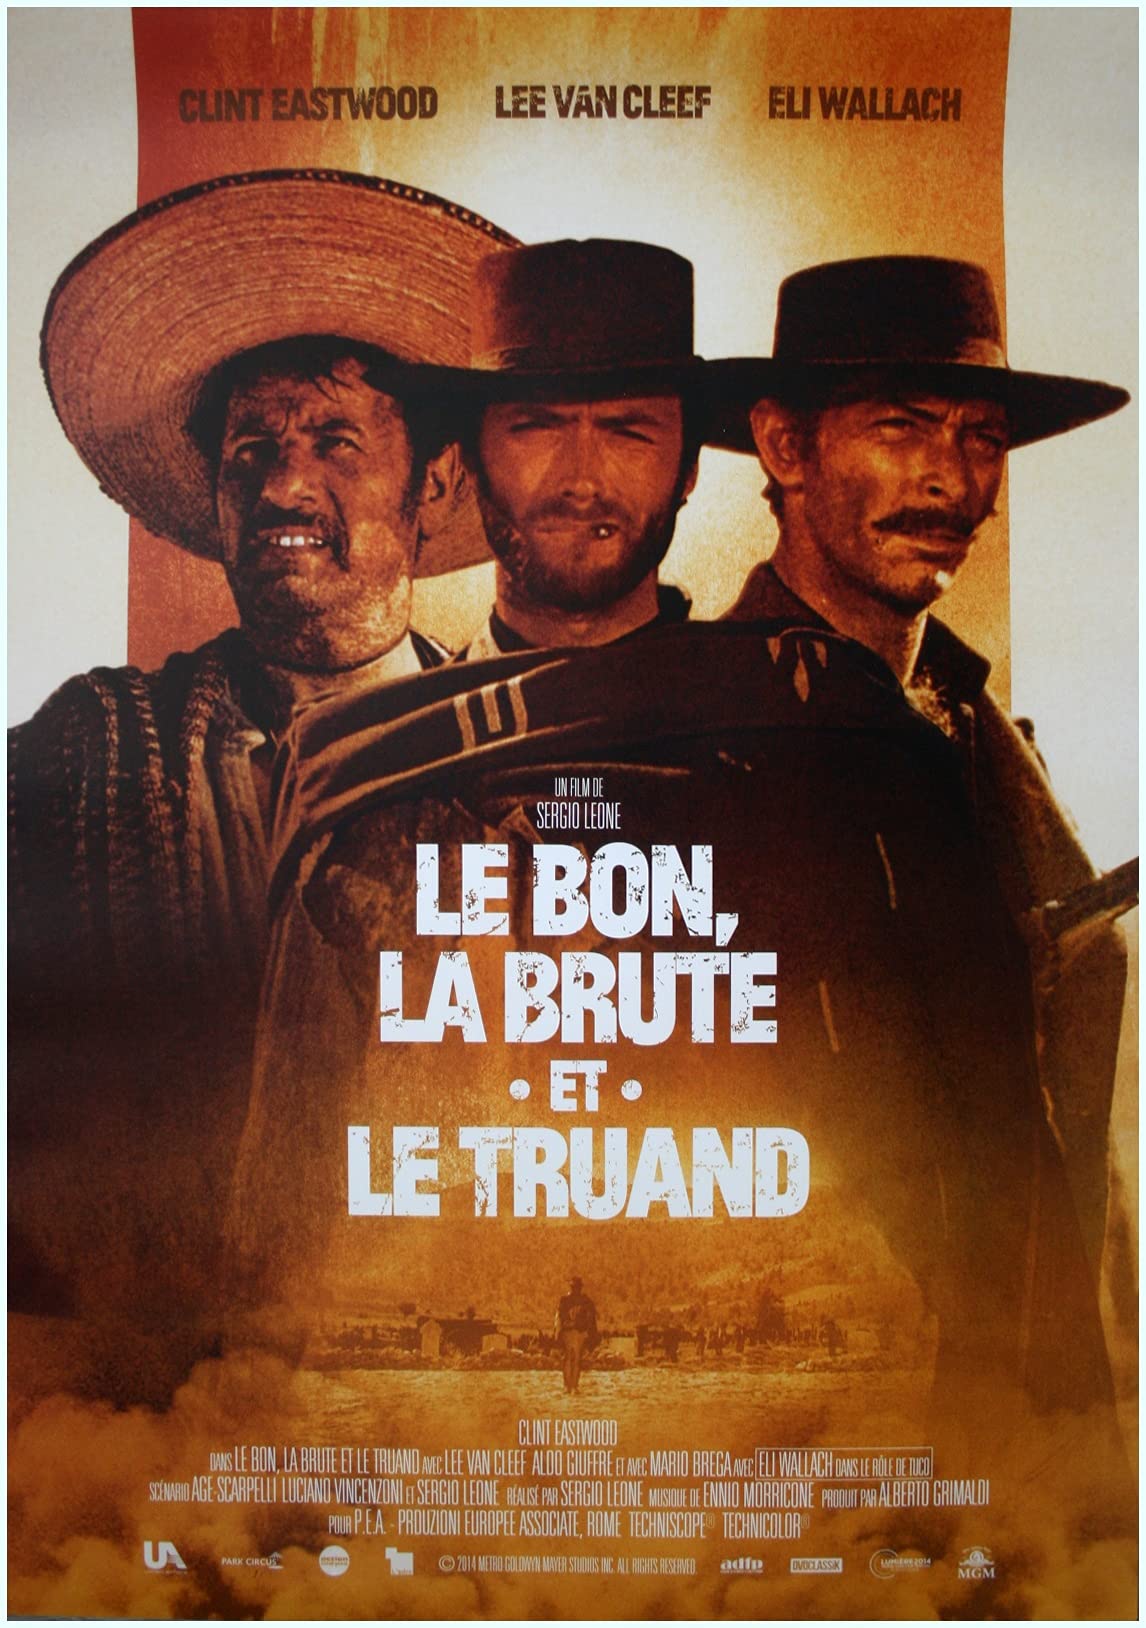 CLINT EASTWOOD LEE VAN CLEEF ELI WALLACH
UN FILM DE
SERGIO LEONE
LE BON,
LA BRUTE
• ET •
LE TRUAND
CLINT EASTWOOD
DANS LE BON, LA BRUTE ET LE TRUAND AVEC LEE VAN CLEEF ALDO GIUFFRE ET AVEC MARIO BREGA AVEC ELI WALLACH DANS LE RÔLE DE TUCO
SCÉNARIO AGE-SCARPELLI LUCIANO VINCENZONI ET SERGIO LEONE RÉALISÉ PAR SERGIO LEONE MUSIQUE DE ENNIO MORRICONE PRODUIT PAR ALBERTO GRIMALDI
POUR P.E.A. - PRDUZIONI EUROPEE ASSOCIATE, ROME TECHNISCOPE® TECHNICOLOR®
UA PARK CIRCUS © 2014 METRO GOLDWYN MAYER STUDIOS INC. ALL RIGHTS RESERVED. adfp OVOCLASSIK LUMIÈRE 2014 MGM